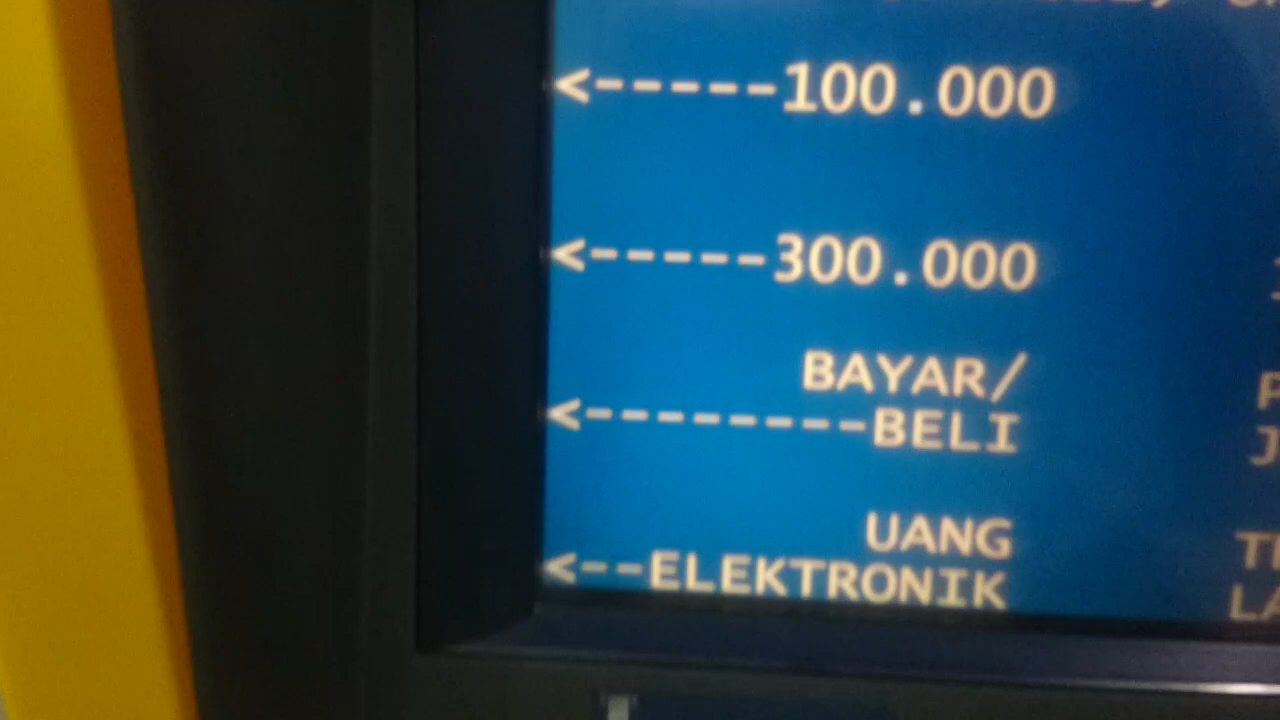 <-----100.000
<-----300.000
BAYAR/
<--------BELI
UANG
<--ELEKTRONIK